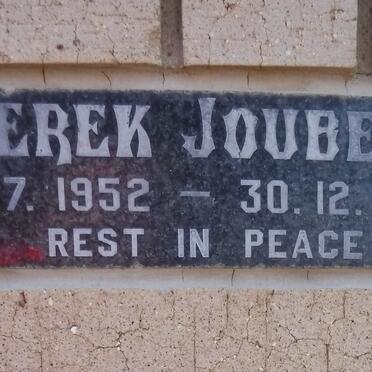 EREK JOUBE
7. 1952 – 30. 12.
REST IN PEACE